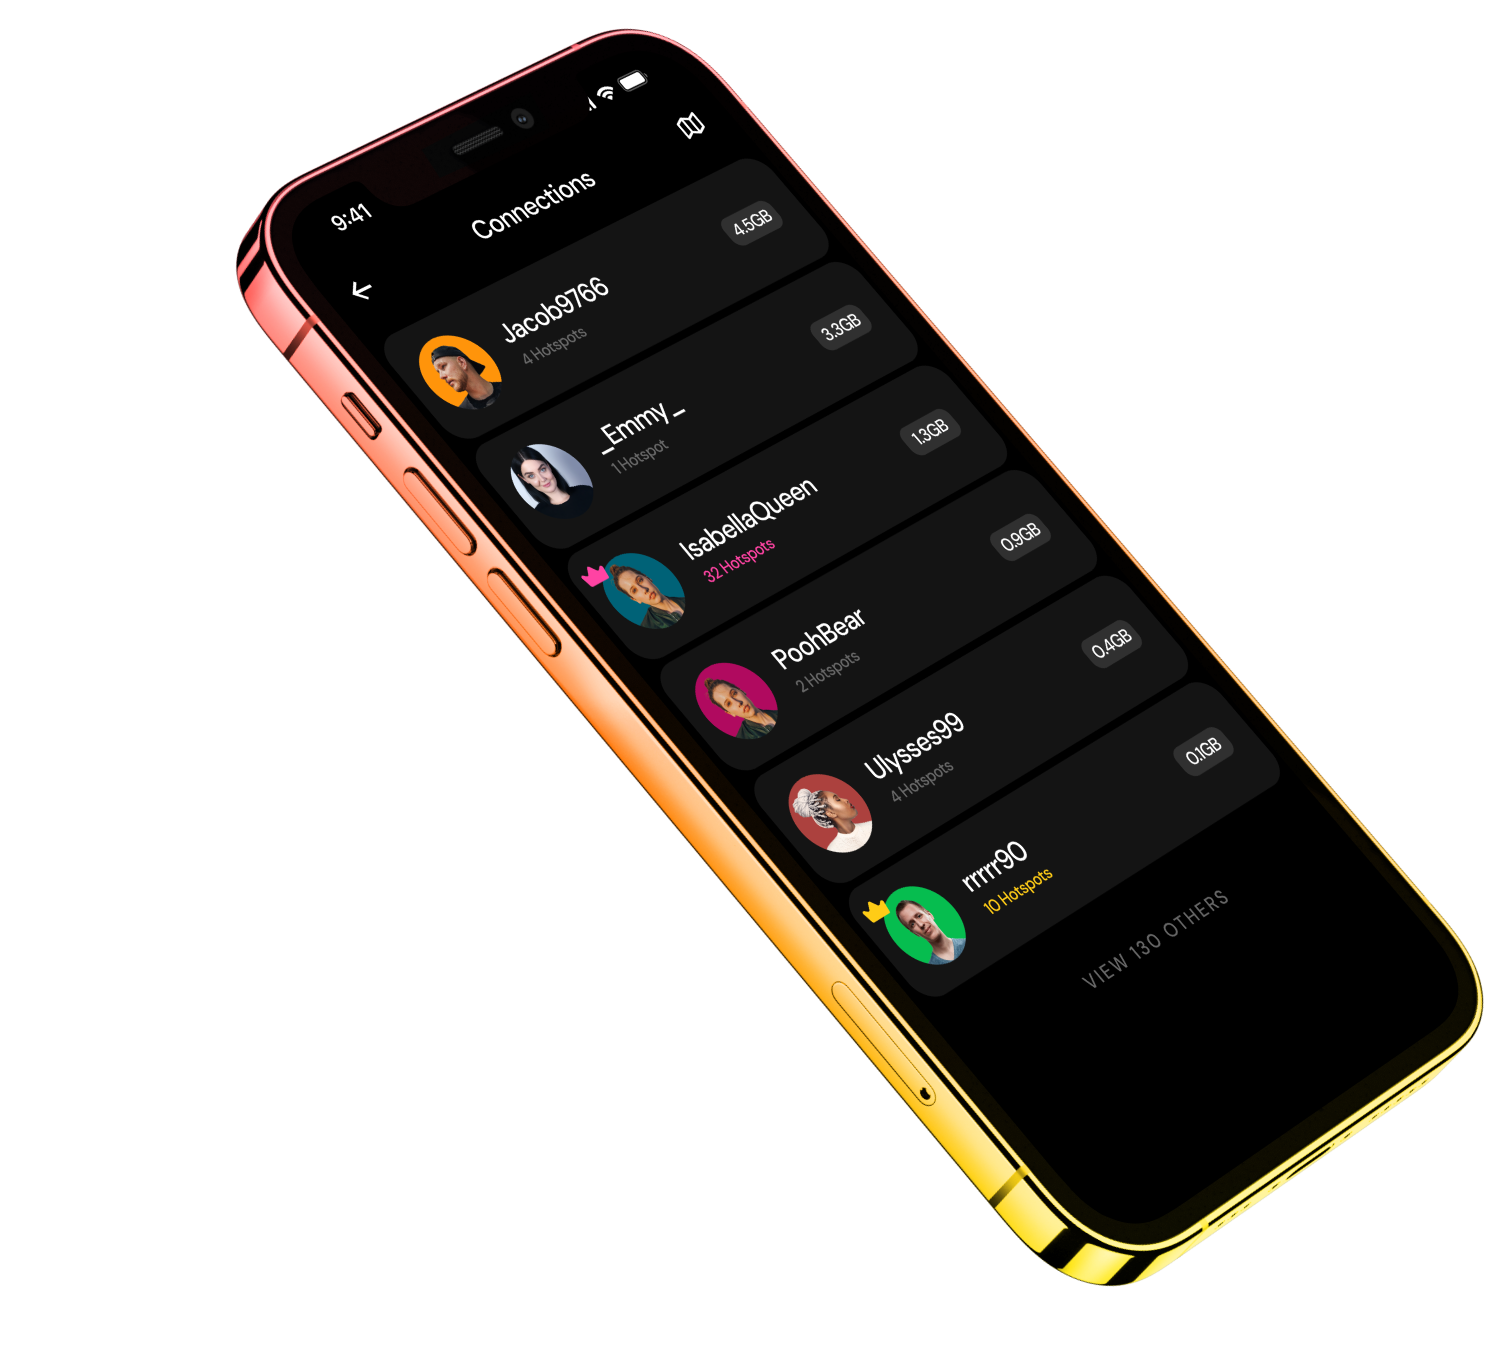 9:41
Connections
Jacob9766
4 Hotspots
4.5GB
_Emmy_
1 Hotspot
3.3GB
IsabellaQueen
32 Hotspots
1.3GB
PoohBear
2 Hotspots
0.9GB
Ulysses99
4 Hotspots
0.4GB
rrrrr90
10 Hotspots
0.1GB
VIEW 130 OTHERS